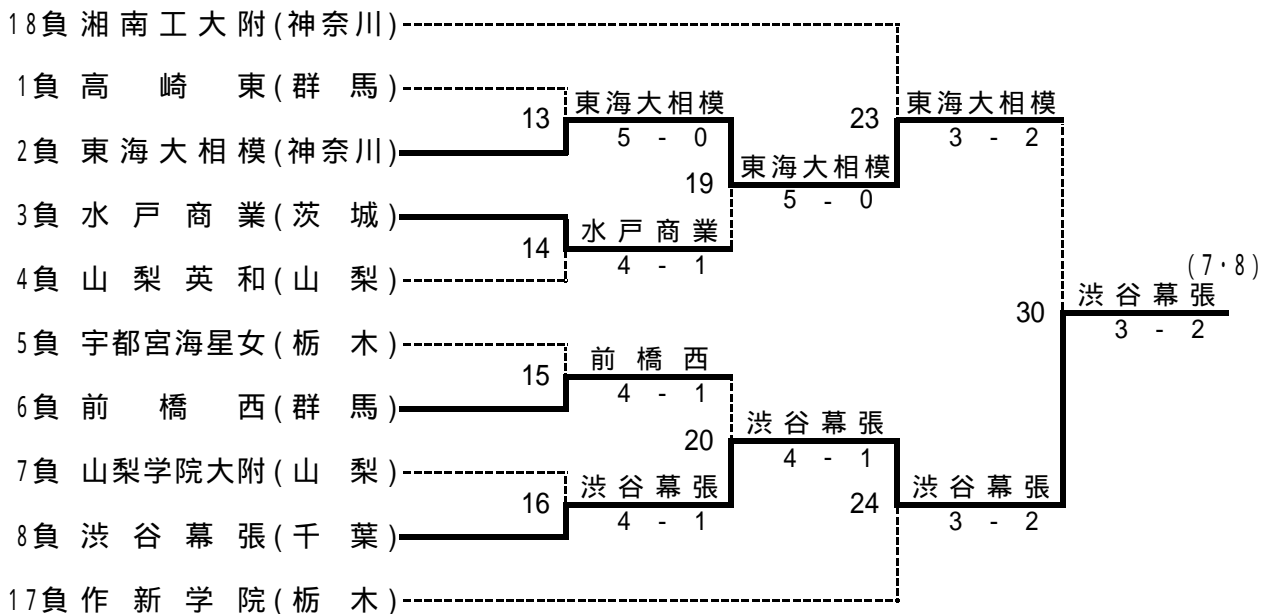 18負 湘南工大附(神奈川)
1負 高崎東(群馬)
13 東海大相模 23 東海大相模
5 - 0 3 - 2
2負 東海大相模(神奈川)
19 東海大相模
5 - 0
3負 水戸商業(茨城)
14 水戸商業
4 - 1
4負 山梨英和(山梨)
(7・8)
30 渋谷幕張
3 - 2
5負 宇都宮海星女(栃木)
15 前橋西
4 - 1
6負 前橋西(群馬)
20 渋谷幕張
4 - 1
7負 山梨学院大附(山梨)
16 渋谷幕張 24 渋谷幕張
4 - 1 3 - 2
8負 渋谷幕張(千葉)
17負 作新学院(栃木)